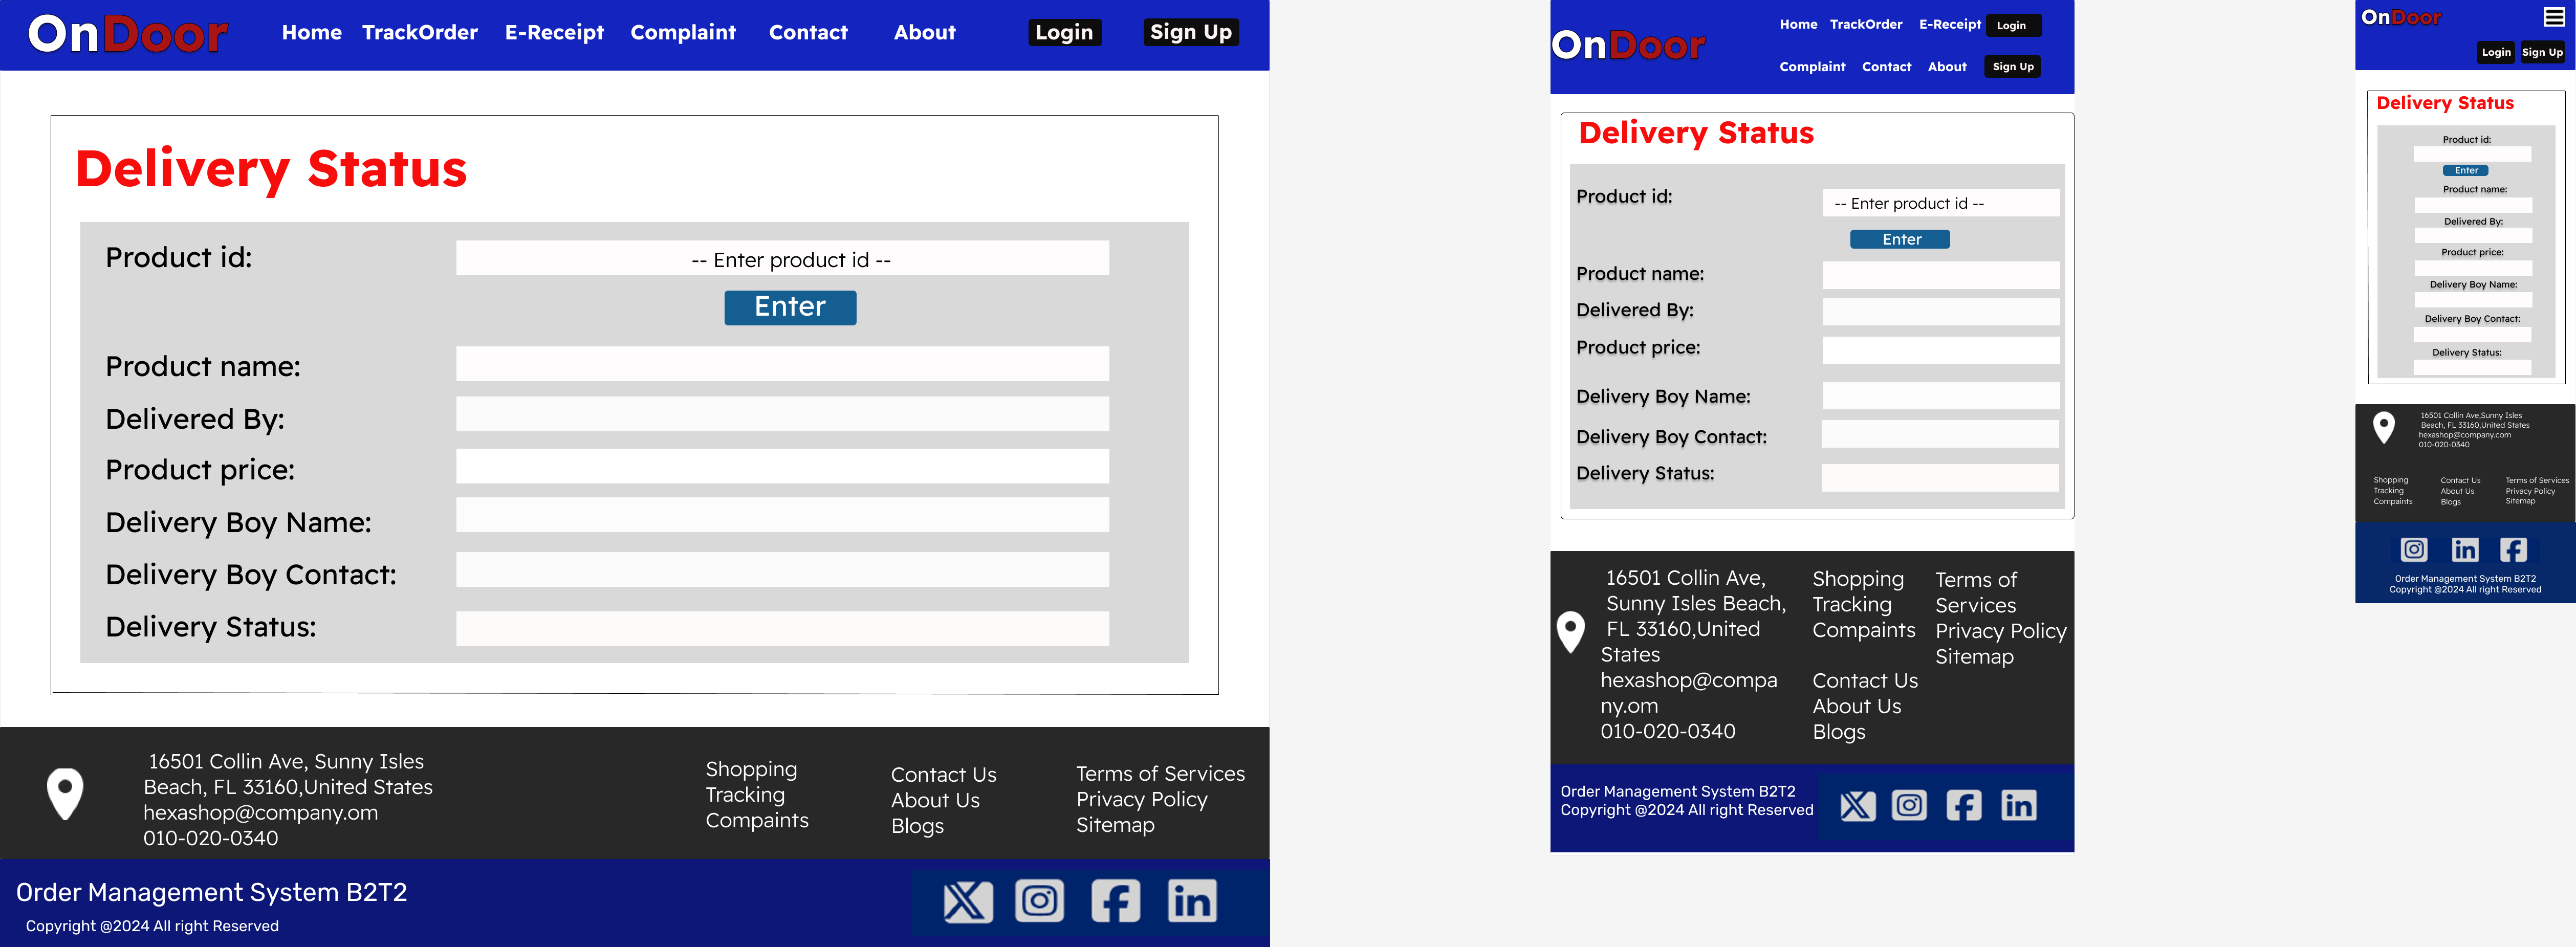 OnDoor Home TrackOrder E-Receipt Complaint Contact About Login Sign Up
Delivery Status
Product id: -- Enter product id --
Enter
Product name:
Delivered By:
Product price:
Delivery Boy Name:
Delivery Boy Contact:
Delivery Status:
16501 Collin Ave, Sunny Isles
Beach, FL 33160,United States
hexashop@company.om
010-020-0340
Shopping
Tracking
Compaints
Contact Us
About Us
Blogs
Terms of Services
Privacy Policy
Sitemap
Order Management System B2T2
Copyright @2024 All right Reserved
OnDoor
Home TrackOrder E-Receipt Login
Complaint Contact About Sign Up
Delivery Status
Product id: -- Enter product id --
Enter
Product name:
Delivered By:
Product price:
Delivery Boy Name:
Delivery Boy Contact:
Delivery Status:
16501 Collin Ave,
Sunny Isles Beach,
FL 33160,United
States
hexashop@compa
ny.om
010-020-0340
Shopping
Tracking
Compaints
Contact Us
About Us
Blogs
Terms of
Services
Privacy Policy
Sitemap
Order Management System B2T2
Copyright @2024 All right Reserved
OnDoor
Login Sign Up
Delivery Status
Product id:
Enter
Product name:
Delivered By:
Product price:
Delivery Boy Name:
Delivery Boy Contact:
Delivery Status:
16501 Collin Ave,Sunny Isles
Beach, FL 33160,United States
hexashop@company.com
010-020-0340
Shopping
Tracking
Compaints
Contact Us
About Us
Blogs
Terms of Services
Privacy Policy
Sitemap
Order Management System B2T2
Copyright @2024 All right Reserved